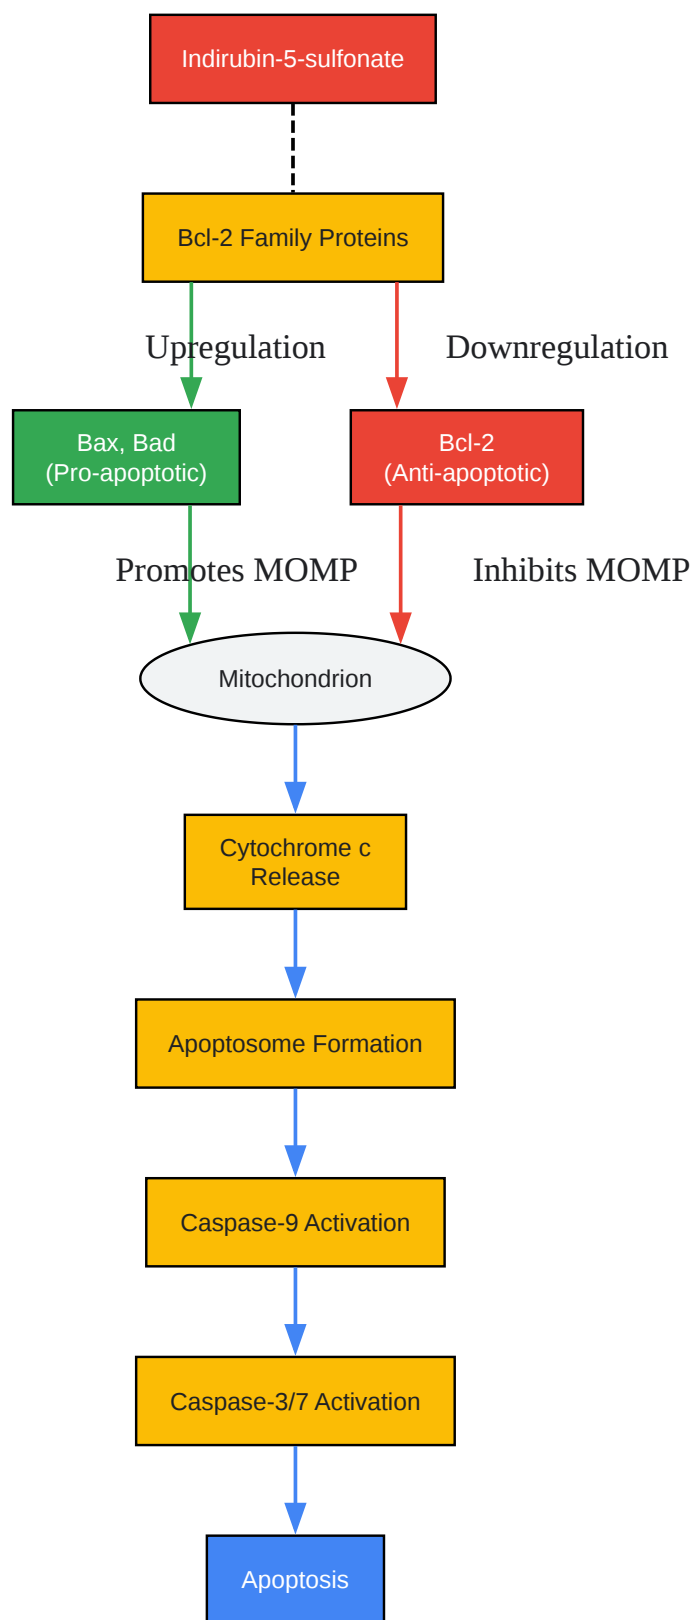 Indirubin-5-sulfonate
Bcl-2 Family Proteins
Upregulation
Downregulation
Bax, Bad
(Pro-apoptotic)
Bcl-2
(Anti-apoptotic)
Promotes MOMP
Inhibits MOMP
Mitochondrion
Cytochrome c
Release
Apoptosome Formation
Caspase-9 Activation
Caspase-3/7 Activation
Apoptosis